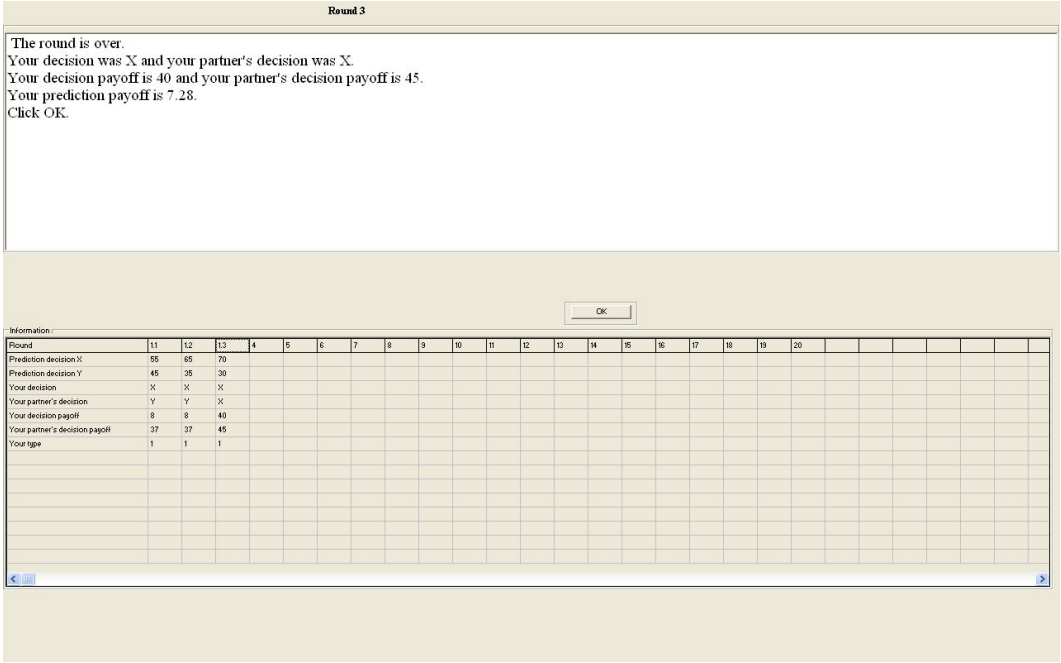 Round 3
The round is over.
Your decision was X and your partner's decision was X.
Your decision payoff is 40 and your partner's decision payoff is 45.
Your prediction payoff is 7.28.
Click OK.
OK
Information :
Round 1.1 1.2 1.3 4 5 6 7 8 9 10 11 12 13 14 15 16 17 18 19 20
Prediction decision X 55 65 70
Prediction decision Y 45 35 30
Your decision X X X
Your partner's decision Y Y X
Your decision payoff 8 8 40
Your partner's decision payoff 37 37 45
Your type 1 1 1